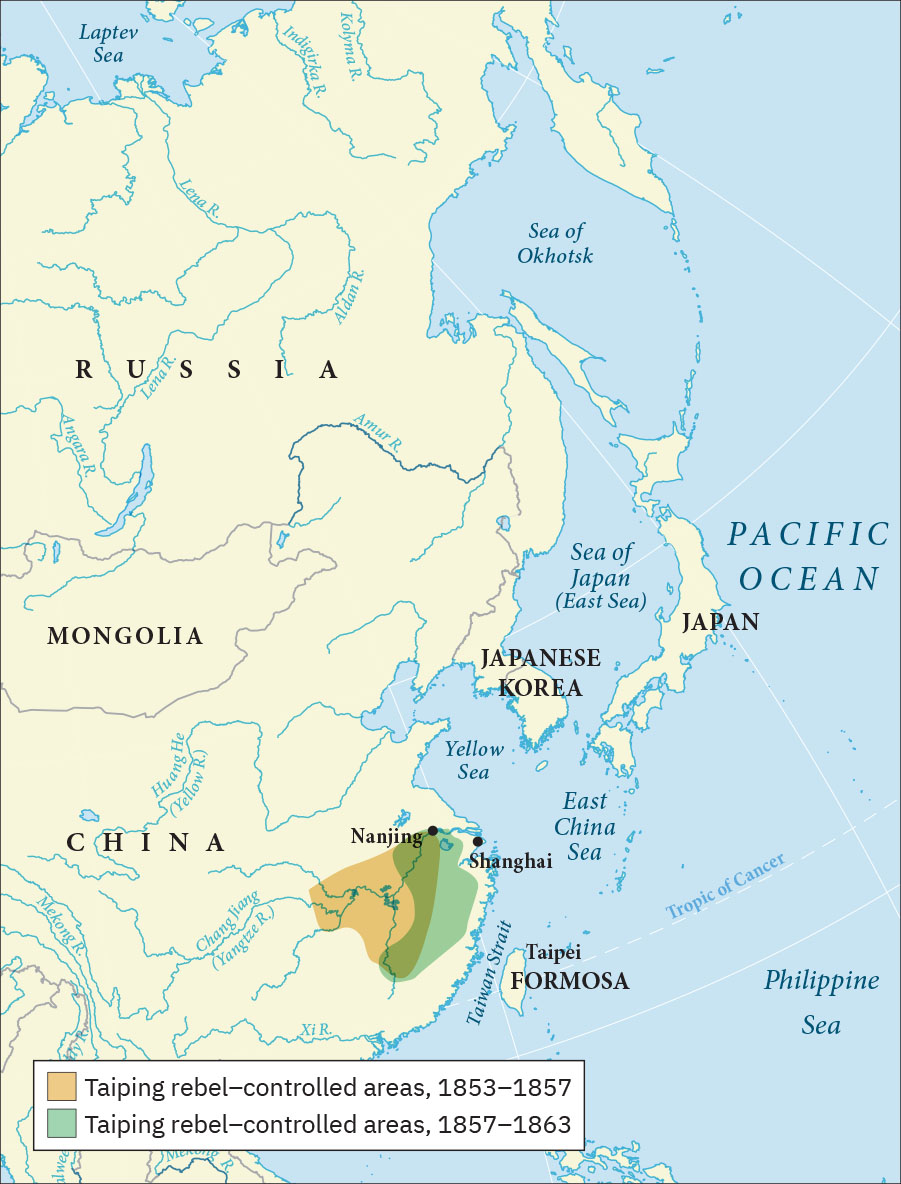 Laptev
Sea
Indigirka R.
Kolyma R.
Lena R.
Sea of
Okhotsk
Aldan R.
RUSSIA
Lena R.
Angara R.
Amur R.
PACIFIC
OCEAN
Sea of
Japan
(East Sea)
JAPAN
MONGOLIA
JAPANESE
KOREA
Yellow
Sea
Huang He
(Yellow R.)
East
China
Sea
CHINA
Nanjing
Shanghai
Tropic of Cancer
Mekong R.
Chang Jiang
(Yangtze R.)
Taiwan Strait
Taipei
FORMOSA
Philippine
Sea
Xi R.
Taiping rebel–controlled areas, 1853–1857
Taiping rebel–controlled areas, 1857–1863
Mekong R.